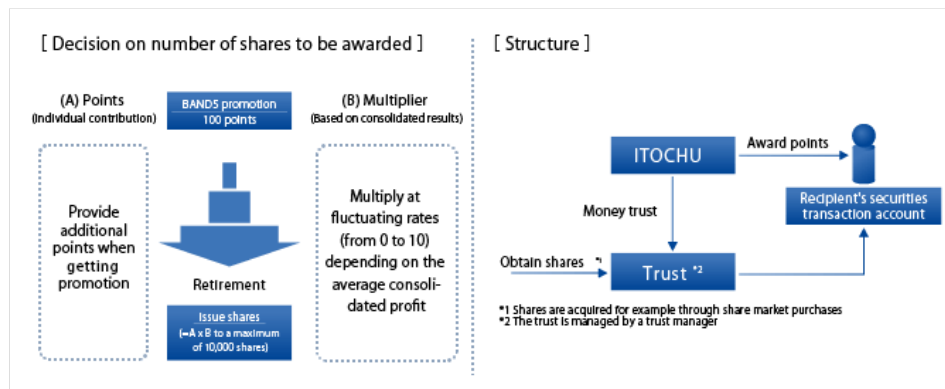 [ Decision on number of shares to be awarded ]
(A) Points
(Individual contribution)
BAND5 promotion
100 points
(B) Multiplier
(Based on consolidated results)
Provide
additional
points when
getting
promotion
Retirement
Issue shares
(=A x B to a maximum
of 10,000 shares)
Multiply at
fluctuating rates
(from 0 to 10)
depending on the
average consoli-
dated profit
[ Structure ]
ITOCHU
Award points
Recipient's securities
transaction account
Money trust
Obtain shares *1
Trust *2
*1 Shares are acquired for example through share market purchases
*2 The trust is managed by a trust manager